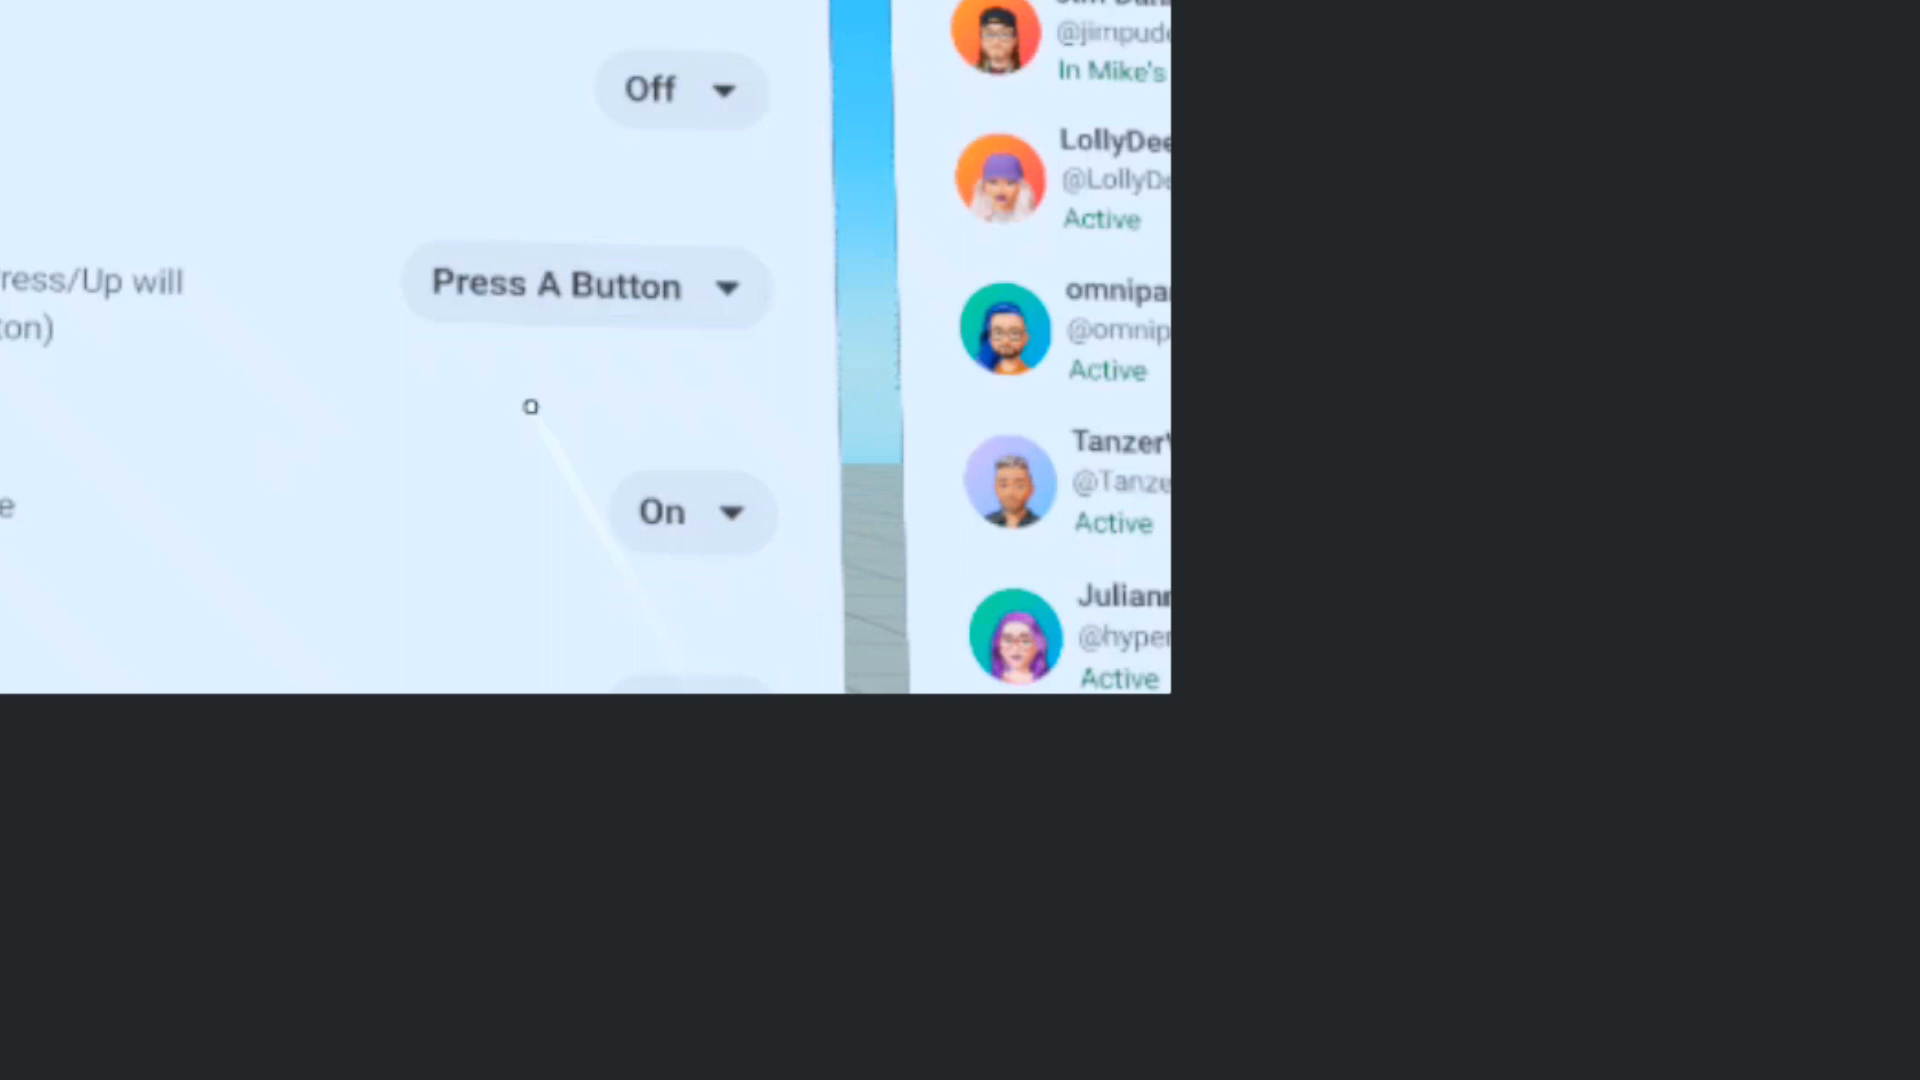 Off
ress/Up will
ton)
Press A Button
e
On
@jimpude
In Mike's
LollyDee
@LollyDe
Active
omnipa
@omnip
Active
Tanzer
@Tanze
Active
Juliann
@hyper
Active